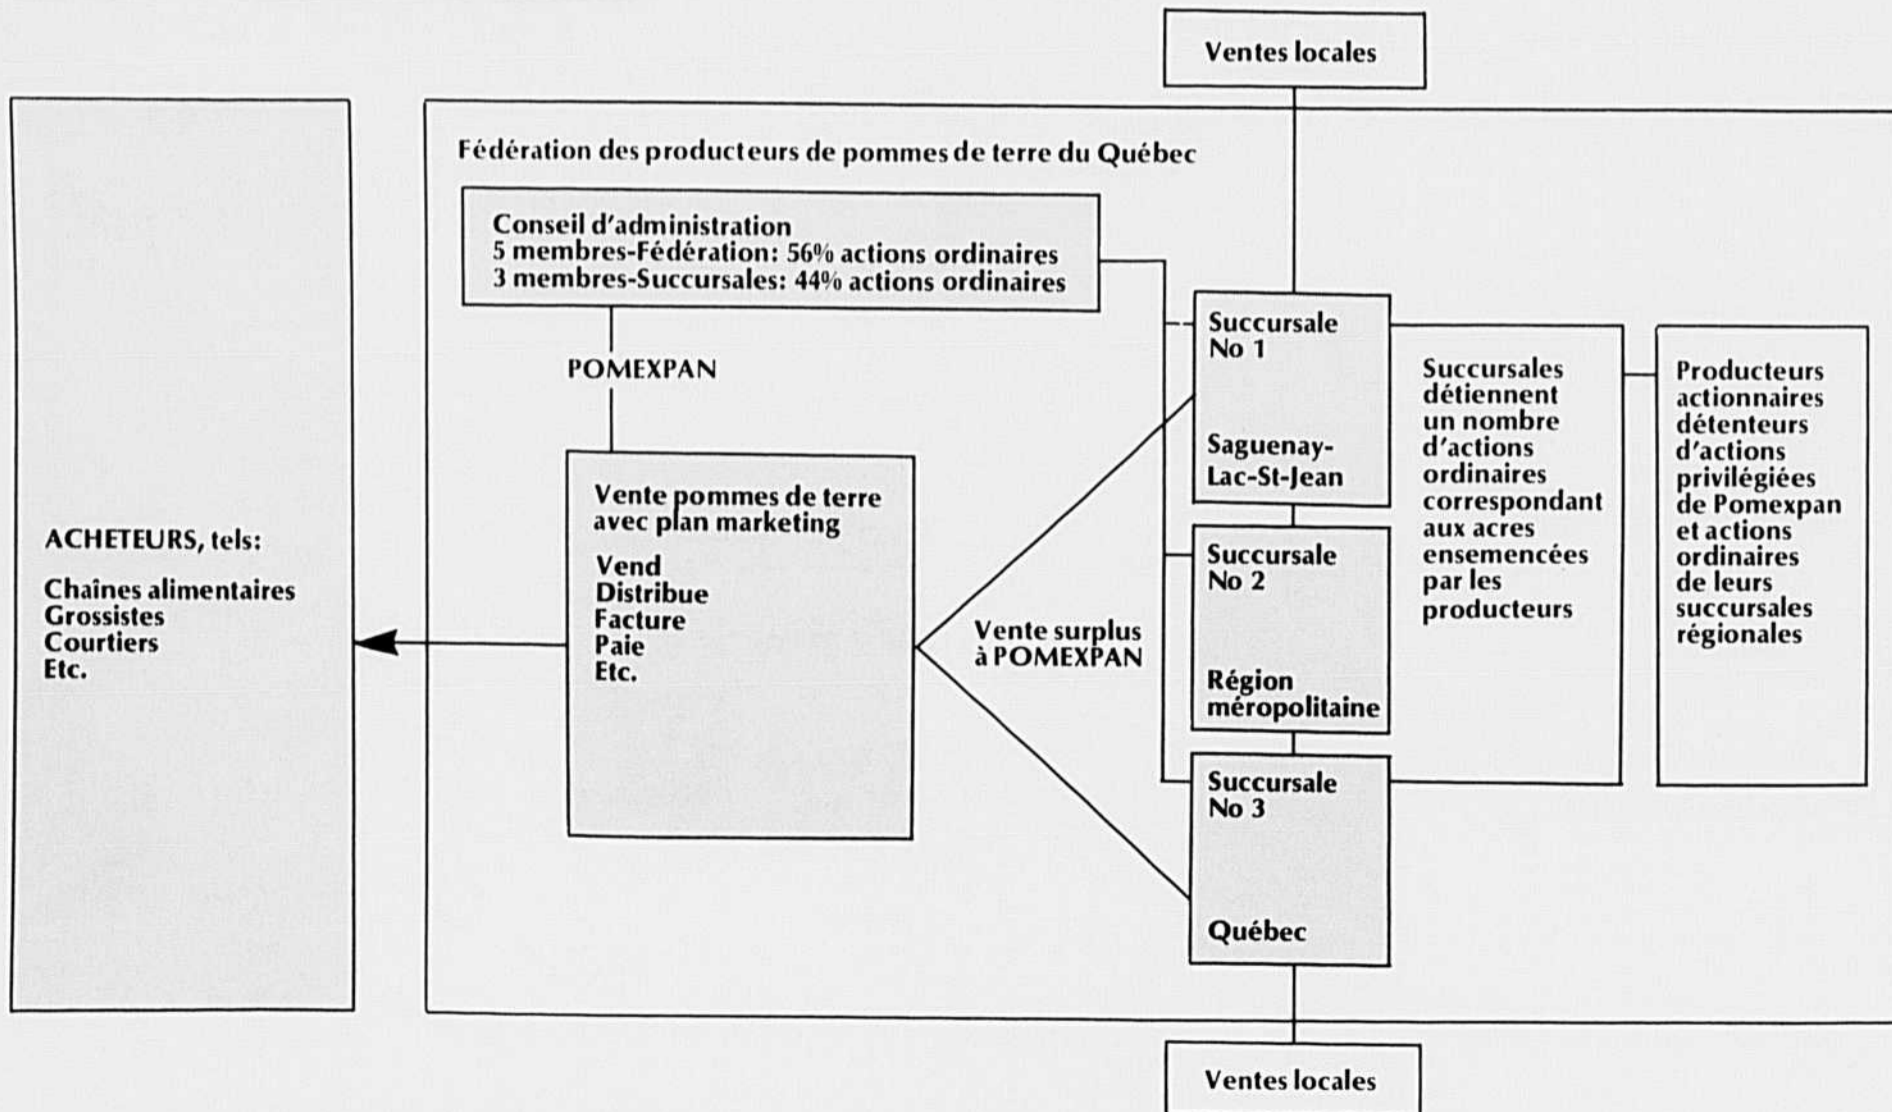 Ventes locales
Fédération des producteurs de pommes de terre du Québec
Conseil d'administration
5 membres-Fédération: 56% actions ordinaires
3 membres-Succursales: 44% actions ordinaires
POMEXPAN
ACHETEURS, tels:
Chaînes alimentaires
Grossistes
Courtiers
Etc.
Vente pommes de terre
avec plan marketing
Vend
Distribue
Facture
Paie
Etc.
Vente surplus
à POMEXPAN
Succursale
No 1
Saguenay-
Lac-St-Jean
Succursale
No 2
Région
méropolitaine
Succursale
No 3
Québec
Succursales
détiennent
un nombre
d'actions
ordinaires
correspondant
aux acres
ensemencées
par les
producteurs
Producteurs
actionnaires
détenteurs
d'actions
privilégiées
de Pomexpan
et actions
ordinaires
de leurs
succursales
régionales
Ventes locales